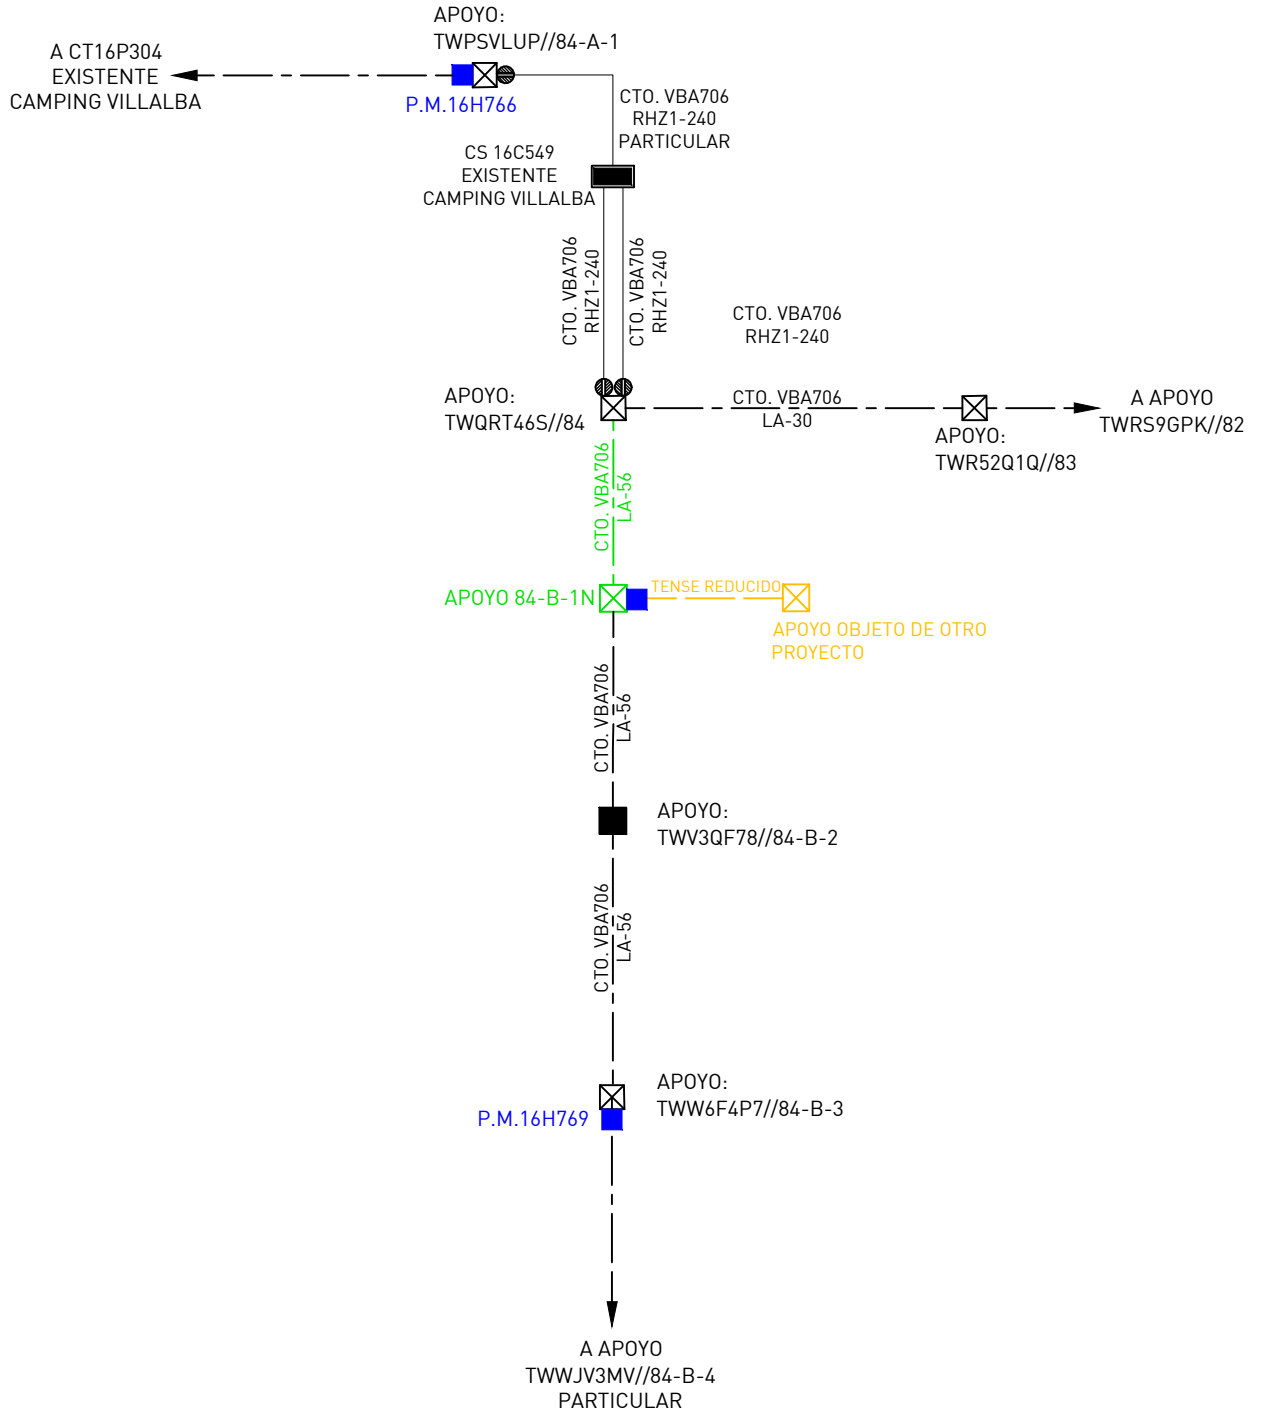 APOYO:
TWPSVLUP//84-A-1
A CT16P304
EXISTENTE
CAMPING VILLALBA
P.M.16H766
CTO. VBA706
RHZ1-240
PARTICULAR
CS 16C549
EXISTENTE
CAMPING VILLALBA
CTO. VBA706
RHZ1-240
CTO. VBA706
RHZ1-240
CTO. VBA706
RHZ1-240
APOYO:
TWQRT46S//84
CTO. VBA706
LA-30
APOYO:
TWR52Q1Q//83
A APOYO
TWRS9GPK//82
CTO. VBA706
LA-56
APOYO 84-B-1N
TENSE REDUCIDO
APOYO OBJETO DE OTRO
PROYECTO
CTO. VBA706
LA-56
APOYO:
TWV3QF78//84-B-2
CTO. VBA706
LA-56
APOYO:
TWW6F4P7//84-B-3
P.M.16H769
A APOYO
TWWJV3MV//84-B-4
PARTICULAR